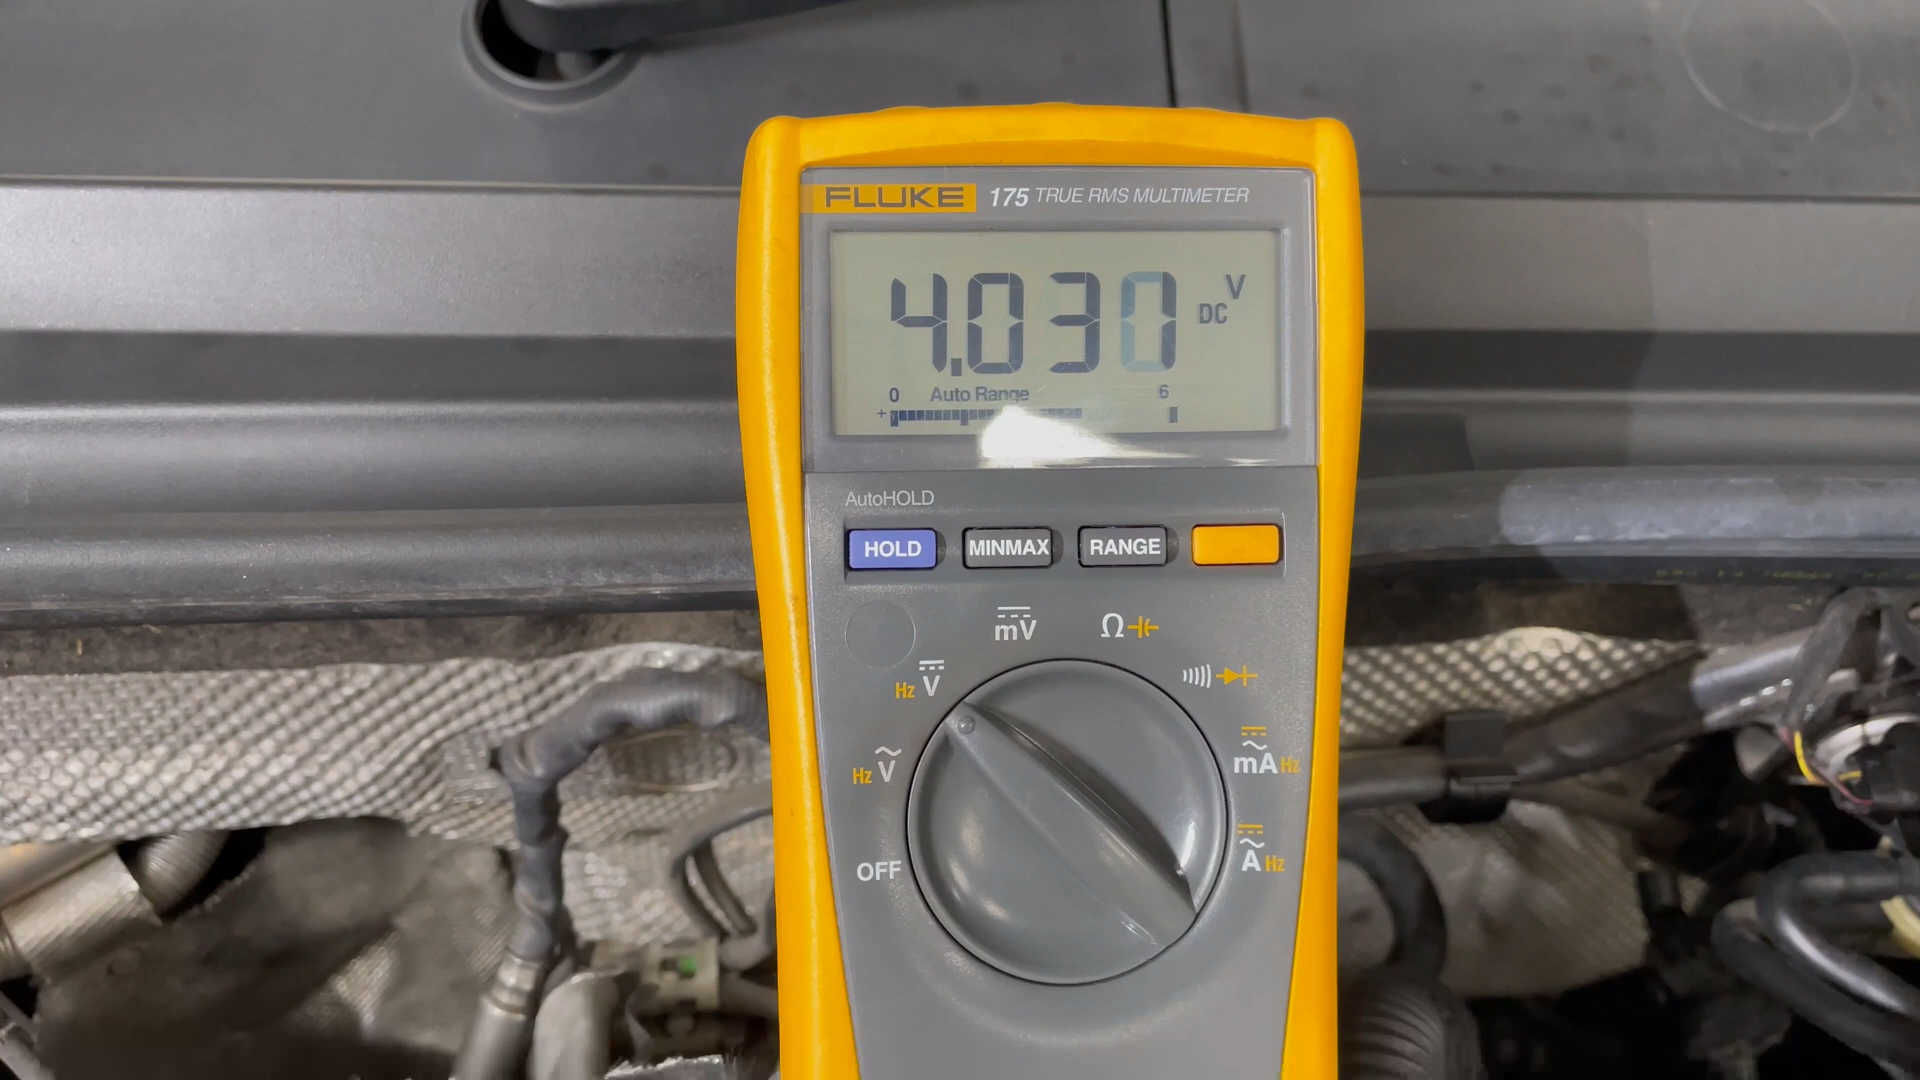 FLUKE 175 TRUE RMS MULTIMETER
4.030 DC V
0 Auto Range 6
+
AutoHOLD
HOLD MINMAX RANGE
mV Ω
Hz V
Hz V mA Hz
OFF A Hz